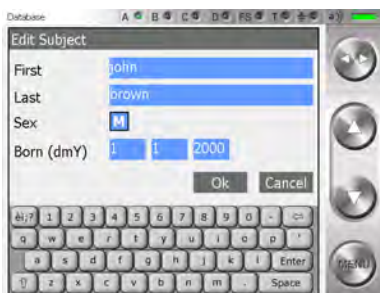 Database A B C D FS T
Edit Subject
First john
Last brown
Sex M
Born (dmY) 1 1 2000
Ok Cancel
1 2 3 4 5 6 7 8 9 0 -
q w e r t y u i o p '
a s d f g h j k l Enter
z x c v b n m . Space
MENU